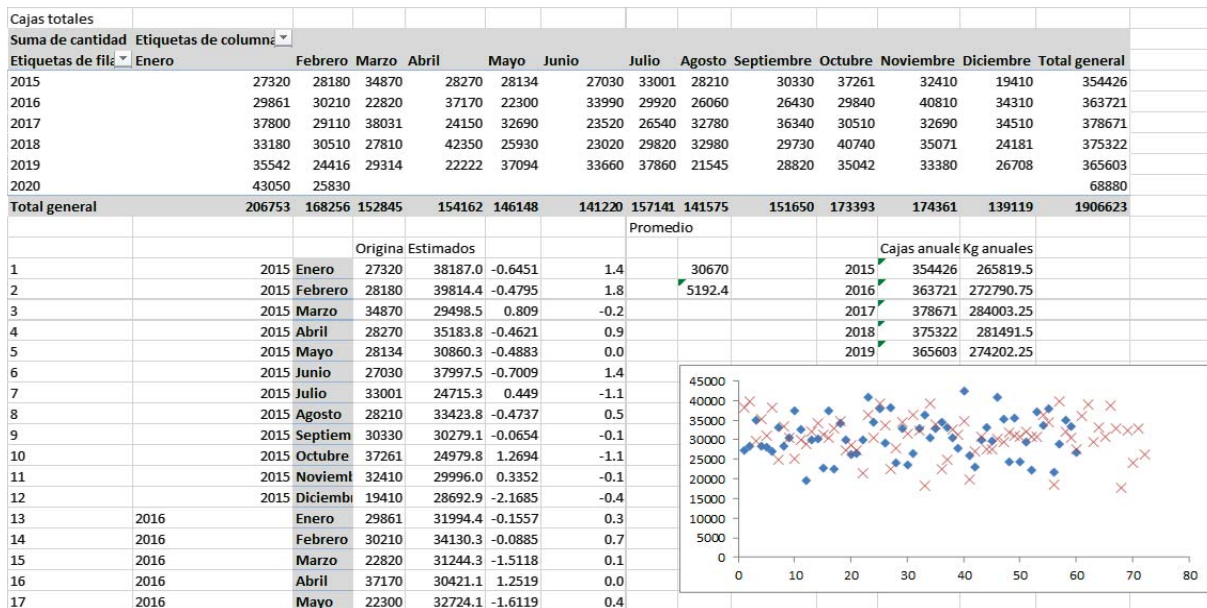 Cajas totales
Suma de cantidad Etiquetas de columna
Etiquetas de fila Enero Febrero Marzo Abril Mayo Junio Julio Agosto Septiembre Octubre Noviembre Diciembre Total general
2015 27320 28180 34870 28270 28134 27030 33001 28210 30330 37261 32410 19410 354426
2016 29861 30210 22820 37170 22300 33990 29920 26060 26430 29840 40810 34310 363721
2017 37800 29110 38031 24150 32690 23520 26540 32780 36340 30510 32690 34510 378671
2018 33180 30510 27810 42350 25930 23020 29820 32980 29730 40740 35071 24181 375322
2019 35542 24416 29314 22222 37094 33660 37860 21545 28820 35042 33380 26708 365603
2020 43050 25830 68880
Total general 206753 168256 152845 154162 146148 141220 157141 141575 151650 173393 174361 139119 1906623
Promedio
Origina Estimados Cajas anuale Kg anuales
1 2015 Enero 27320 38187.0 -0.6451 1.4 30670 2015 354426 265819.5
2 2015 Febrero 28180 39814.4 -0.4795 1.8 5192.4 2016 363721 272790.75
3 2015 Marzo 34870 29498.5 0.809 -0.2 2017 378671 284003.25
4 2015 Abril 28270 35183.8 -0.4621 0.9 2018 375322 281491.5
5 2015 Mayo 28134 30860.3 -0.4883 0.0 2019 365603 274202.25
6 2015 Junio 27030 37997.5 -0.7009 1.4
7 2015 Julio 33001 24715.3 0.449 -1.1
8 2015 Agosto 28210 33423.8 -0.4737 0.5
9 2015 Septiem 30330 30279.1 -0.0654 -0.1
10 2015 Octubre 37261 24979.8 1.2694 -1.1
11 2015 Noviemb 32410 29996.0 0.3352 -0.1
12 2015 Diciembr 19410 28692.9 -2.1685 -0.4
13 2016 Enero 29861 31994.4 -0.1557 0.3
14 2016 Febrero 30210 34130.3 -0.0885 0.7
15 2016 Marzo 22820 31244.3 -1.5118 0.1
16 2016 Abril 37170 30421.1 1.2519 0.0
17 2016 Mayo 22300 32724.1 -1.6119 0.4
45000
40000
35000
30000
25000
20000
15000
10000
5000
0
0 10 20 30 40 50 60 70 80